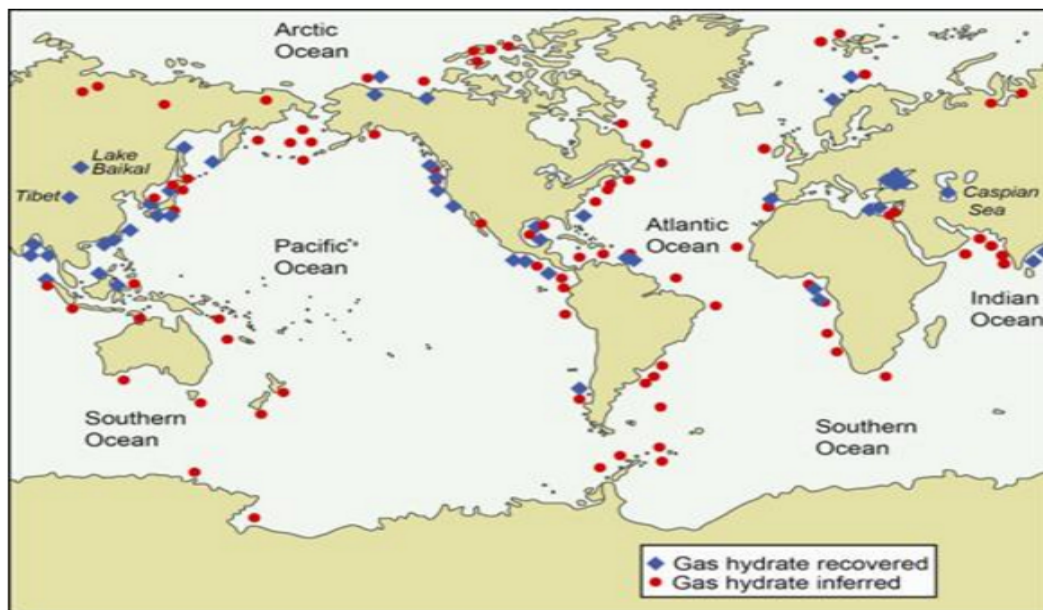 Arctic
Ocean
Lake
Baikal
Tibet
Pacific
Ocean
Atlantic
Ocean
Caspian
Sea
Indian
Ocean
Southern
Ocean
Southern
Ocean
Gas hydrate recovered
Gas hydrate inferred